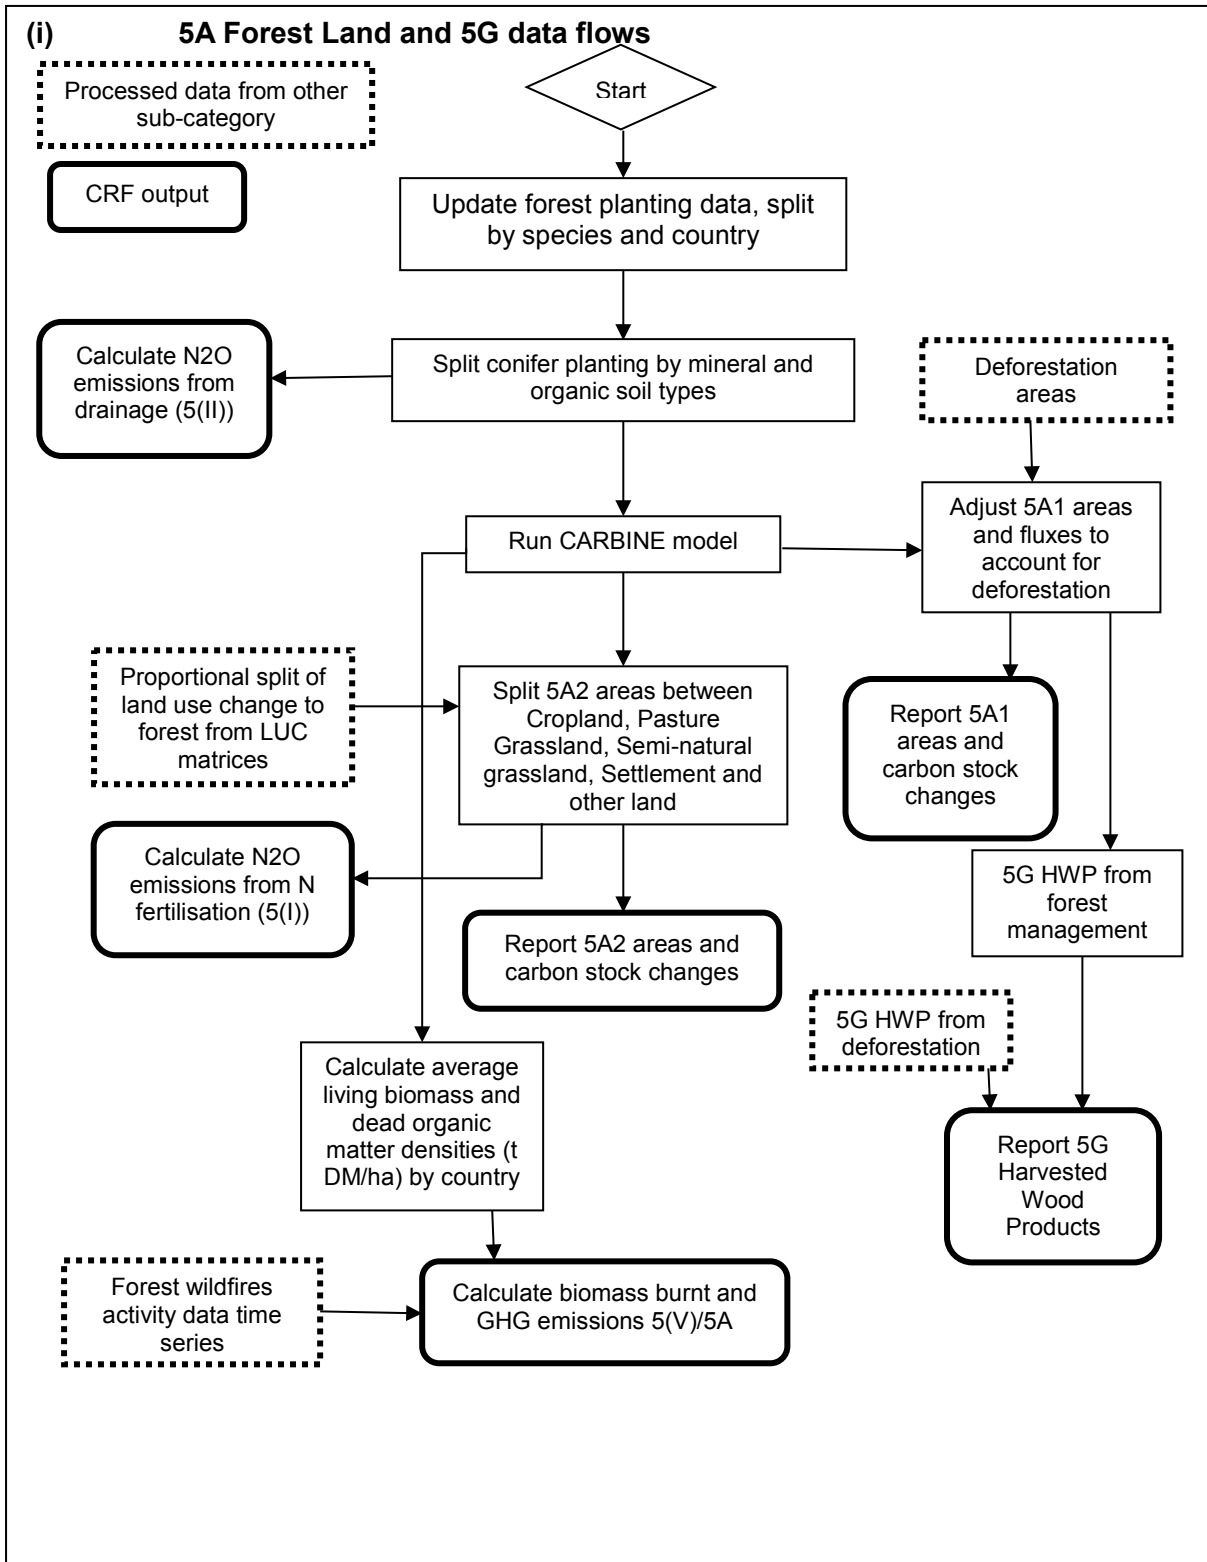 (i) 5A Forest Land and 5G data flows
Processed data from other
sub-category
Start
CRF output
Update forest planting data, split
by species and country
Calculate N2O
emissions from
drainage (5(II))
Split conifer planting by mineral and
organic soil types
Deforestation
areas
Run CARBINE model
Adjust 5A1 areas
and fluxes to
account for
deforestation
Proportional split of
land use change to
forest from LUC
matrices
Split 5A2 areas between
Cropland, Pasture
Grassland, Semi-natural
grassland, Settlement and
other land
Report 5A1
areas and
carbon stock
changes
Calculate N2O
emissions from N
fertilisation (5(I))
5G HWP from
forest
management
Report 5A2 areas and
carbon stock changes
5G HWP from
deforestation
Calculate average
living biomass and
dead organic
matter densities (t
DM/ha) by country
Report 5G
Harvested
Wood
Products
Forest wildfires
activity data time
series
Calculate biomass burnt and
GHG emissions 5(V)/5A